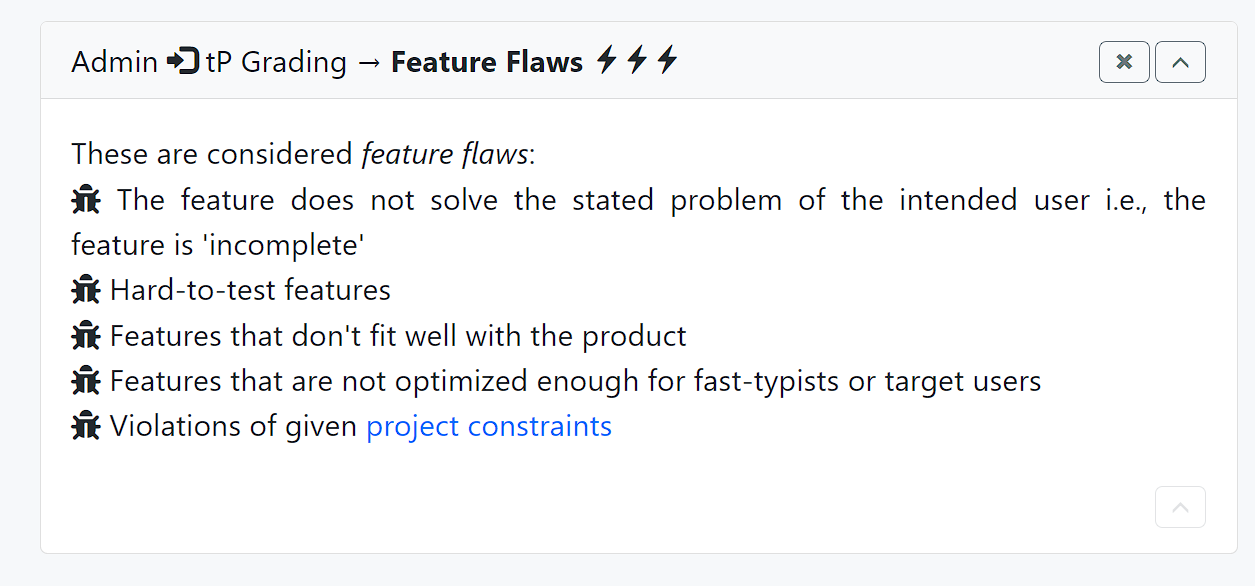 Admin tP Grading → Feature Flaws
These are considered feature flaws:
The feature does not solve the stated problem of the intended user i.e., the
feature is 'incomplete'
Hard-to-test features
Features that don't fit well with the product
Features that are not optimized enough for fast-typists or target users
Violations of given project constraints